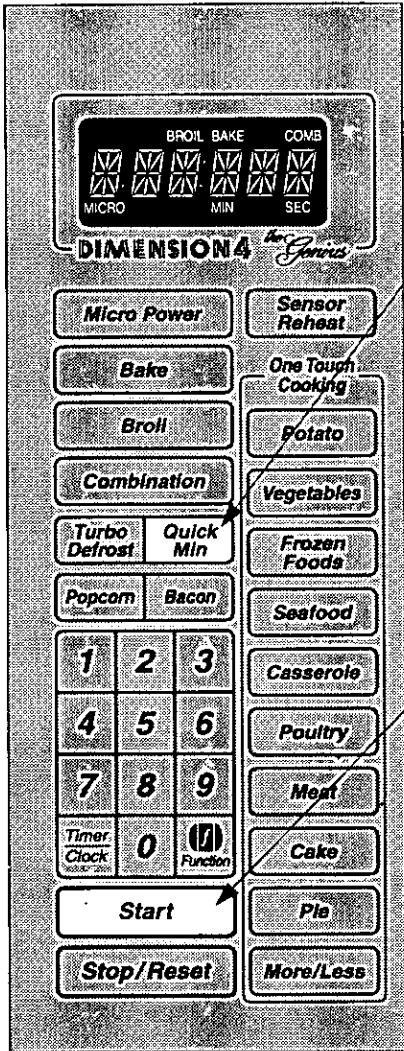 BROIL BAKE COMB
MICRO MIN SEC
DIMENSION 4 the Genius
Micro Power
Bake
Broil
Combination
Turbo Defrost
Quick Min
Popcorn
Bacon
1 2 3
4 5 6
7 8 9
Timer
Clock
0
Function
Start
Stop/Reset
Sensor
Reheat
One Touch
Cooking
Potato
Vegetables
Frozen
Foods
Seafood
Casserole
Poultry
Meat
Cake
Pie
More/Less